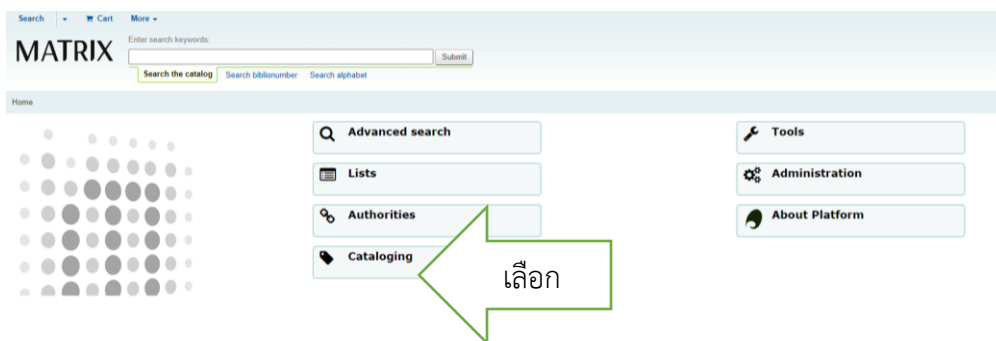 Search Cart More
MATRIX
Enter search keywords:
Submit
Search the catalog Search biblionumber Search alphabet
Home
Advanced search
Lists
Authorities
Cataloging
Tools
Administration
About Platform
เลือก